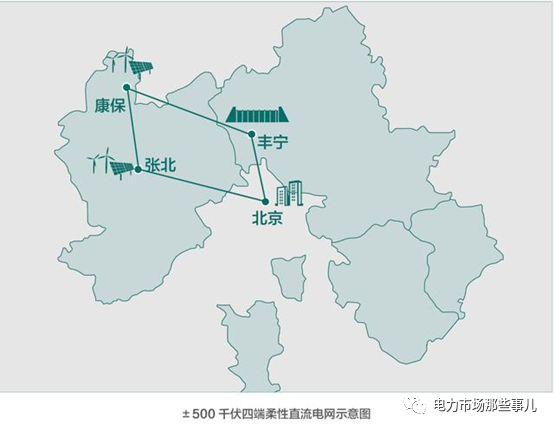 康保
丰宁
张北
北京
电力市场那些事儿
±500 千伏四端柔性直流电网示意图